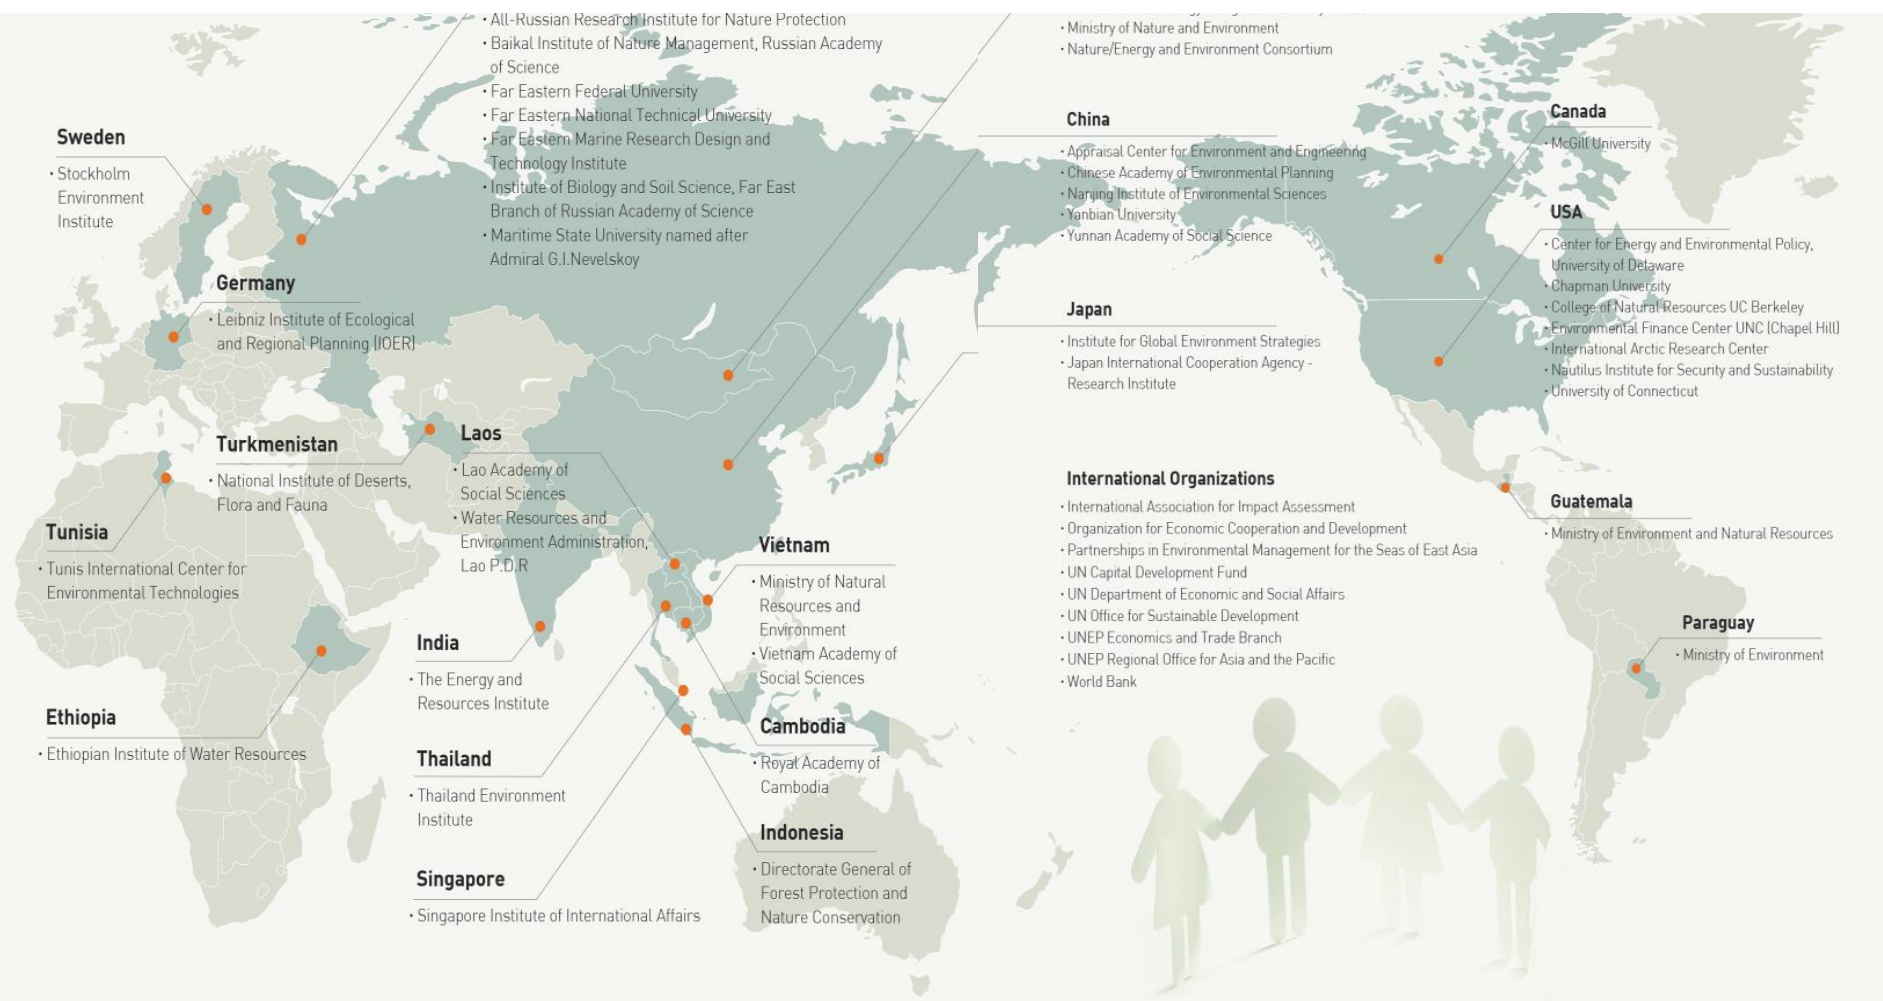 · All-Russian Research Institute for Nature Protection
· Baikal Institute of Nature Management, Russian Academy
of Science
· Far Eastern Federal University
· Far Eastern National Technical University
· Far Eastern Marine Research Design and
Technology Institute
· Institute of Biology and Soil Science, Far East
Branch of Russian Academy of Science
· Maritime State University named after
Admiral G.I.Nevelskoy
· Ministry of Nature and Environment
· Nature/Energy and Environment Consortium
Sweden
· Stockholm
Environment
Institute
Germany
· Leibniz Institute of Ecological
and Regional Planning (IOER)
Turkmenistan
· National Institute of Deserts,
Flora and Fauna
Tunisia
· Tunis International Center for
Environmental Technologies
Ethiopia
· Ethiopian Institute of Water Resources
Laos
· Lao Academy of
Social Sciences
· Water Resources and
Environment Administration,
Lao P.D.R
India
· The Energy and
Resources Institute
Thailand
· Thailand Environment
Institute
Singapore
· Singapore Institute of International Affairs
Vietnam
· Ministry of Natural
Resources and
Environment
· Vietnam Academy of
Social Sciences
Cambodia
· Royal Academy of
Cambodia
Indonesia
· Directorate General of
Forest Protection and
Nature Conservation
China
· Appraisal Center for Environment and Engineering
· Chinese Academy of Environmental Planning
· Nanjing Institute of Environmental Sciences
· Yanbian University
· Yunnan Academy of Social Science
Japan
· Institute for Global Environment Strategies
· Japan International Cooperation Agency -
Research Institute
International Organizations
· International Association for Impact Assessment
· Organization for Economic Cooperation and Development
· Partnerships in Environmental Management for the Seas of East Asia
· UN Capital Development Fund
· UN Department of Economic and Social Affairs
· UN Office for Sustainable Development
· UNEP Economics and Trade Branch
· UNEP Regional Office for Asia and the Pacific
· World Bank
Canada
· McGill University
USA
· Center for Energy and Environmental Policy,
University of Delaware
· Chapman University
· College of Natural Resources UC Berkeley
· Environmental Finance Center UNC (Chapel Hill)
· International Arctic Research Center
· Nautilus Institute for Security and Sustainability
· University of Connecticut
Guatemala
· Ministry of Environment and Natural Resources
Paraguay
· Ministry of Environment